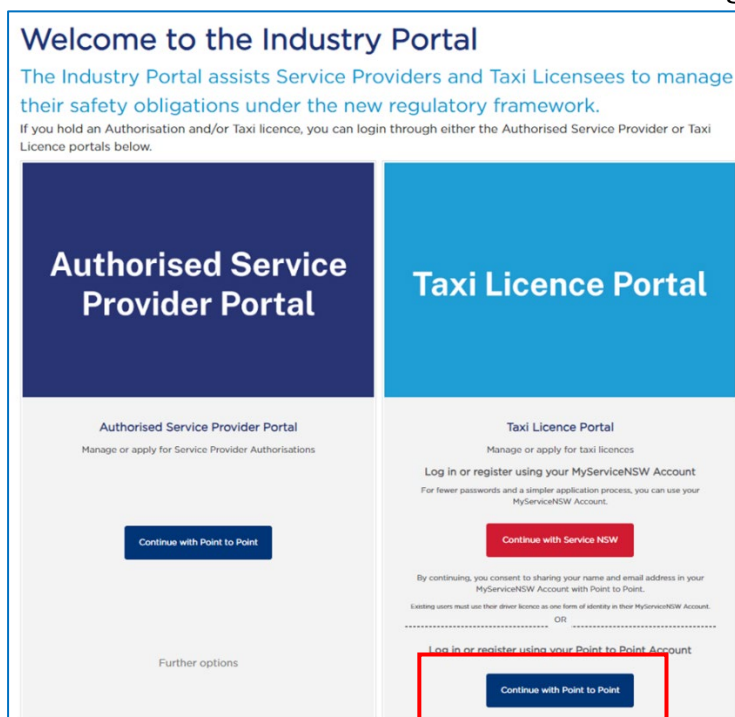 Welcome to the Industry Portal
The Industry Portal assists Service Providers and Taxi Licensees to manage
their safety obligations under the new regulatory framework.
If you hold an Authorisation and/or Taxi licence, you can login through either the Authorised Service Provider or Taxi
Licence portals below.
Authorised Service
Provider Portal
Authorised Service Provider Portal
Manage or apply for Service Provider Authorisations
Continue with Point to Point
Further options
Taxi Licence Portal
Taxi Licence Portal
Manage or apply for taxi licences
Log in or register using your MyServiceNSW Account
For fewer passwords and a simpler application process, you can use your
MyServiceNSW Account.
Continue with Service NSW
By continuing, you consent to sharing your name and email address in your
MyServiceNSW Account with Point to Point.
Existing users must use their driver licence as one form of identity in their MyServiceNSW Account.
OR
Log in or register using your Point to Point Account
Continue with Point to Point